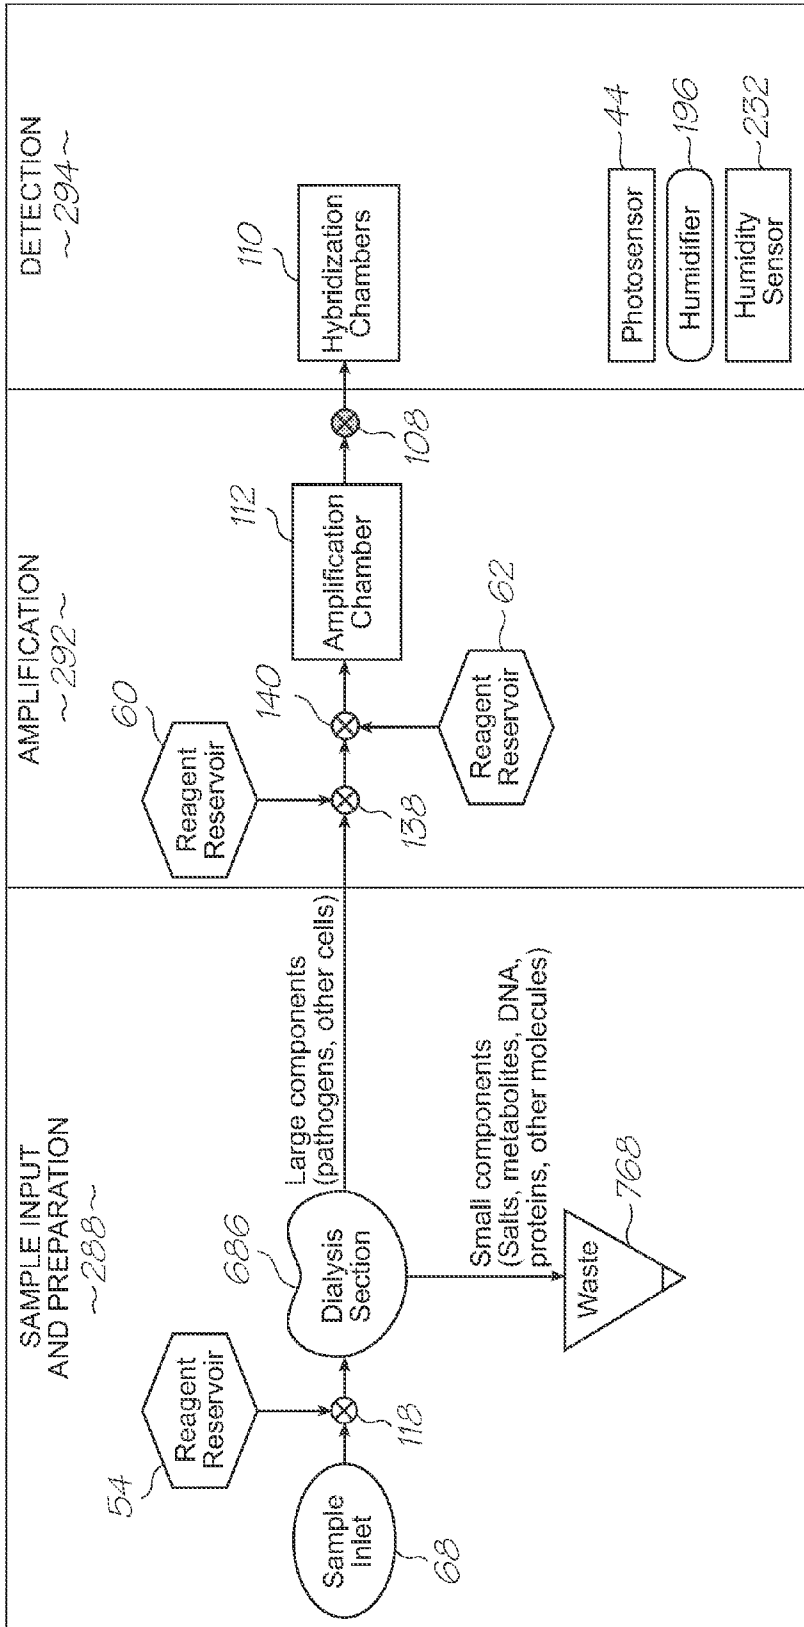 SAMPLE INPUT
AND PREPARATION
~288~
54
Reagent
Reservoir
Sample
Inlet
68
118
686
Dialysis
Section
Large components
(pathogens, other cells)
Small components
(Salts, metabolites, DNA,
proteins, other molecules)
Waste
768
AMPLIFICATION
~292~
60
Reagent
Reservoir
138
140
Reagent
Reservoir
62
112
Amplification
Chamber
108
DETECTION
~294~
110
Hybridization
Chambers
Photosensor
44
Humidifier
196
Humidity
Sensor
232